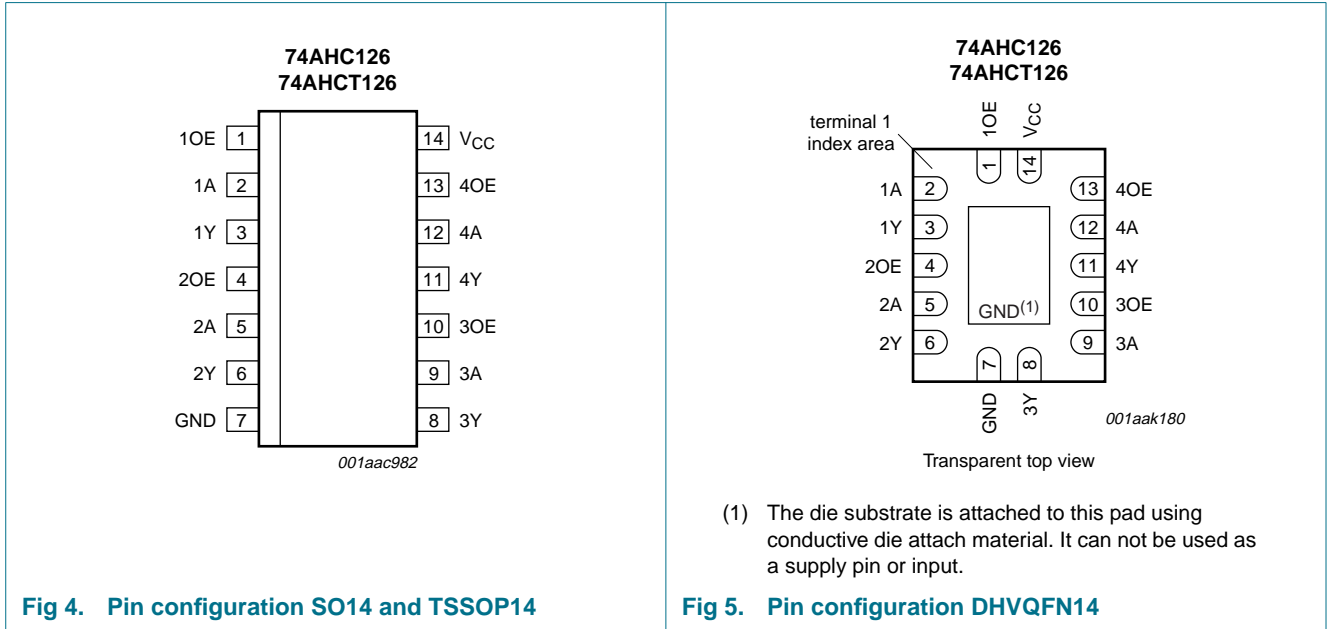 74AHC126
74AHCT126
1OE 1
14 VCC
1A 2
13 4OE
1Y 3
12 4A
2OE 4
11 4Y
2A 5
10 3OE
2Y 6
9 3A
GND 7
8 3Y
001aac982
Fig 4. Pin configuration SO14 and TSSOP14
74AHC126
74AHCT126
terminal 1
index area
1OE
VCC
1
14
1A 2
13 4OE
1Y 3
12 4A
2OE 4
11 4Y
2A 5
10 3OE
2Y 6
9 3A
GND(1)
7
8
GND
3Y
001aak180
Transparent top view
(1) The die substrate is attached to this pad using
conductive die attach material. It can not be used as
a supply pin or input.
Fig 5. Pin configuration DHVQFN14